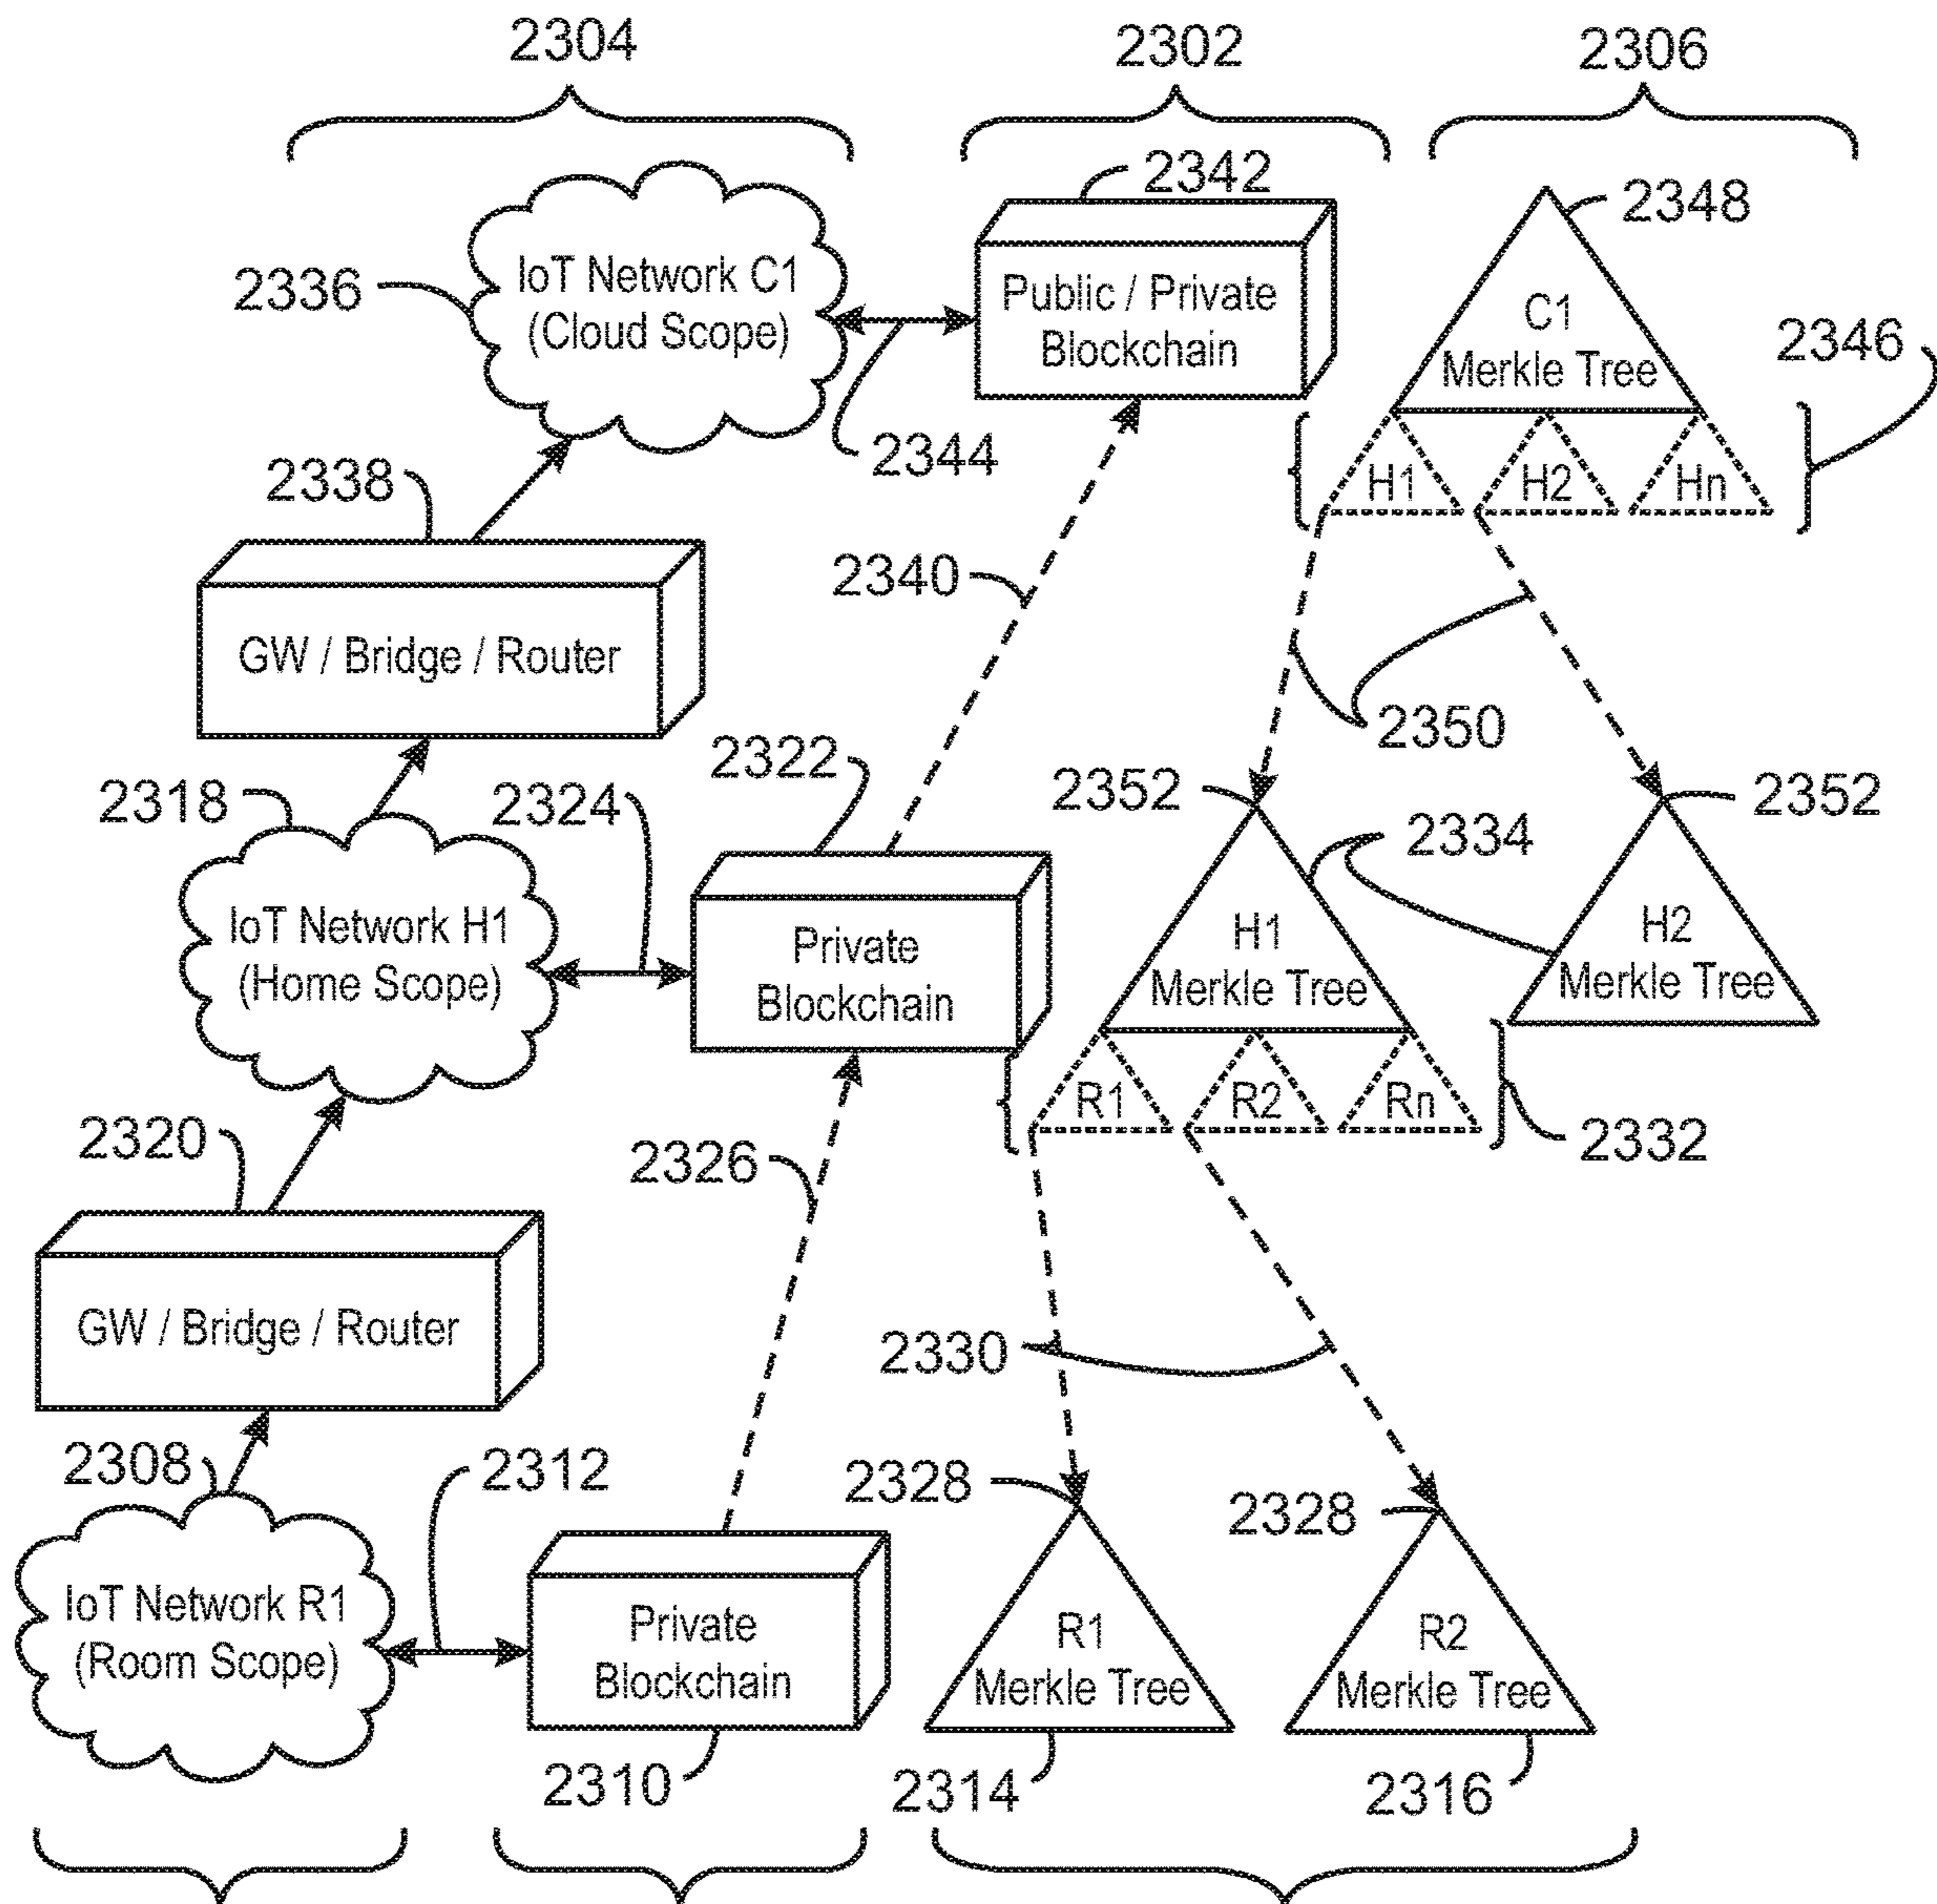 2304
2302
2306
2342
2348
IoT Network C1
(Cloud Scope)
2336
Public / Private
Blockchain
C1
Merkle Tree
2346
2344
H1
H2
Hn
2338
2340
GW / Bridge / Router
2350
2322
2318
2324
2352
2352
2334
IoT Network H1
(Home Scope)
Private
Blockchain
H1
Merkle Tree
H2
Merkle Tree
R1
R2
Rn
2332
2320
2326
GW / Bridge / Router
2330
2308
2312
2328
2328
IoT Network R1
(Room Scope)
Private
Blockchain
R1
Merkle Tree
R2
Merkle Tree
2310
2314
2316